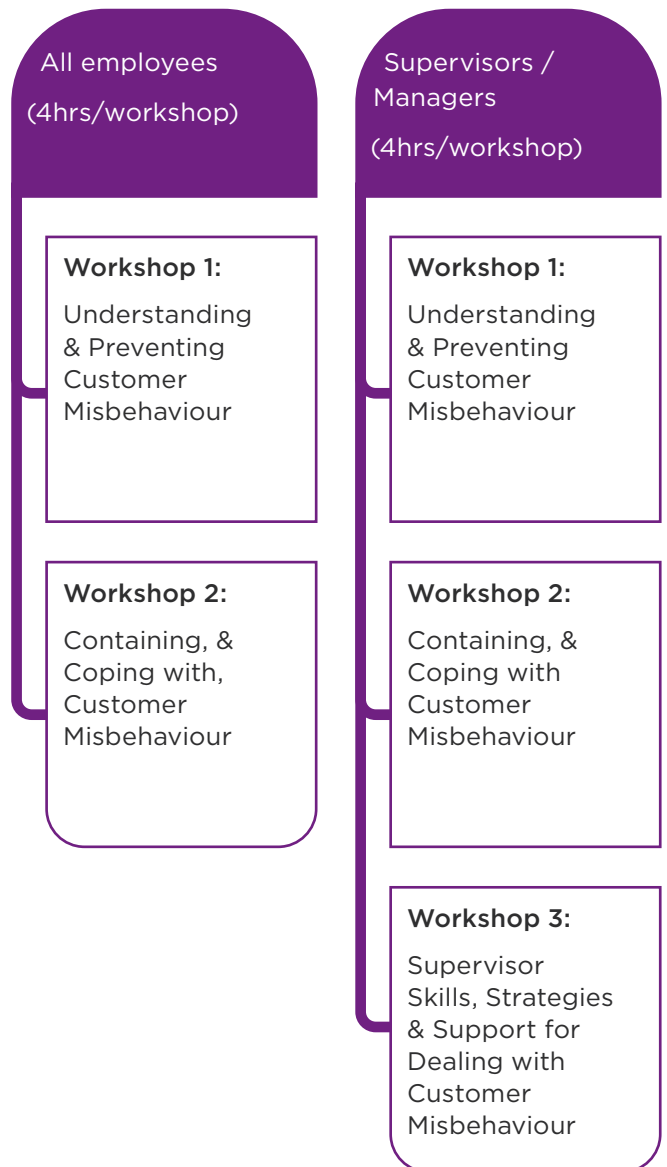 All employees
(4hrs/workshop)
Workshop 1:
Understanding
& Preventing
Customer
Misbehaviour
Workshop 2:
Containing, &
Coping with,
Customer
Misbehaviour
Supervisors /
Managers
(4hrs/workshop)
Workshop 1:
Understanding
& Preventing
Customer
Misbehaviour
Workshop 2:
Containing, &
Coping with
Customer
Misbehaviour
Workshop 3:
Supervisor
Skills, Strategies
& Support for
Dealing with
Customer
Misbehaviour